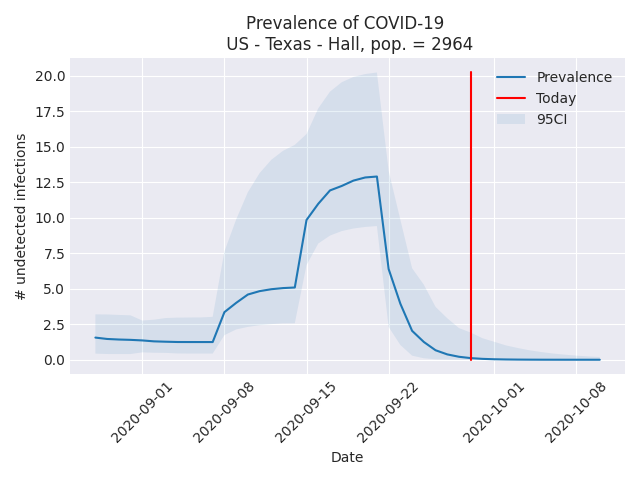 Prevalence of COVID-19
US - Texas - Hall, pop. = 2964
Prevalence
Today
95CI
# undetected infections
20.0
17.5
15.0
12.5
10.0
7.5
5.0
2.5
0.0
2020-09-01
2020-09-08
2020-09-15
2020-09-22
2020-10-01
2020-10-08
Date